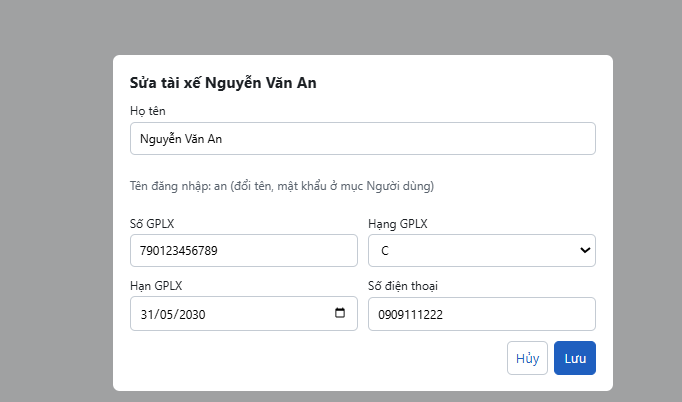 Sửa tài xế Nguyễn Văn An
Họ tên
Nguyễn Văn An
Tên đăng nhập: an (đổi tên, mật khẩu ở mục Người dùng)
Số GPLX
Hạng GPLX
790123456789
C
Hạn GPLX
Số điện thoại
31/05/2030
0909111222
Hủy
Lưu